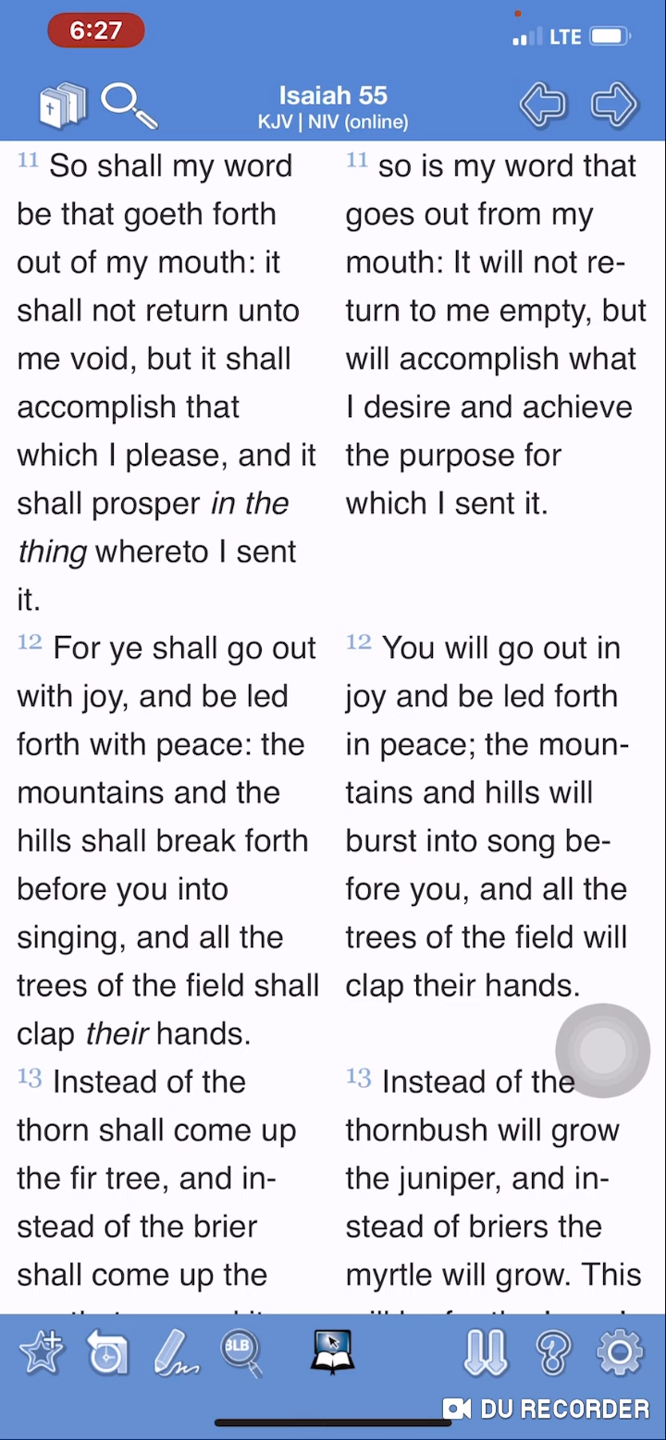 6:27
LTE
Isaiah 55
KJV | NIV (online)
11 So shall my word
be that goeth forth
out of my mouth: it
shall not return unto
me void, but it shall
accomplish that
which I please, and it
shall prosper in the
thing whereto I sent
it.
12 For ye shall go out
with joy, and be led
forth with peace: the
mountains and the
hills shall break forth
before you into
singing, and all the
trees of the field shall
clap their hands.
13 Instead of the
thorn shall come up
the fir tree, and in-
stead of the brier
shall come up the
11 so is my word that
goes out from my
mouth: It will not re-
turn to me empty, but
will accomplish what
I desire and achieve
the purpose for
which I sent it.
12 You will go out in
joy and be led forth
in peace; the moun-
tains and hills will
burst into song be-
fore you, and all the
trees of the field will
clap their hands.
13 Instead of the
thornbush will grow
the juniper, and in-
stead of briers the
myrtle will grow. This
BLB
DU RECORDER